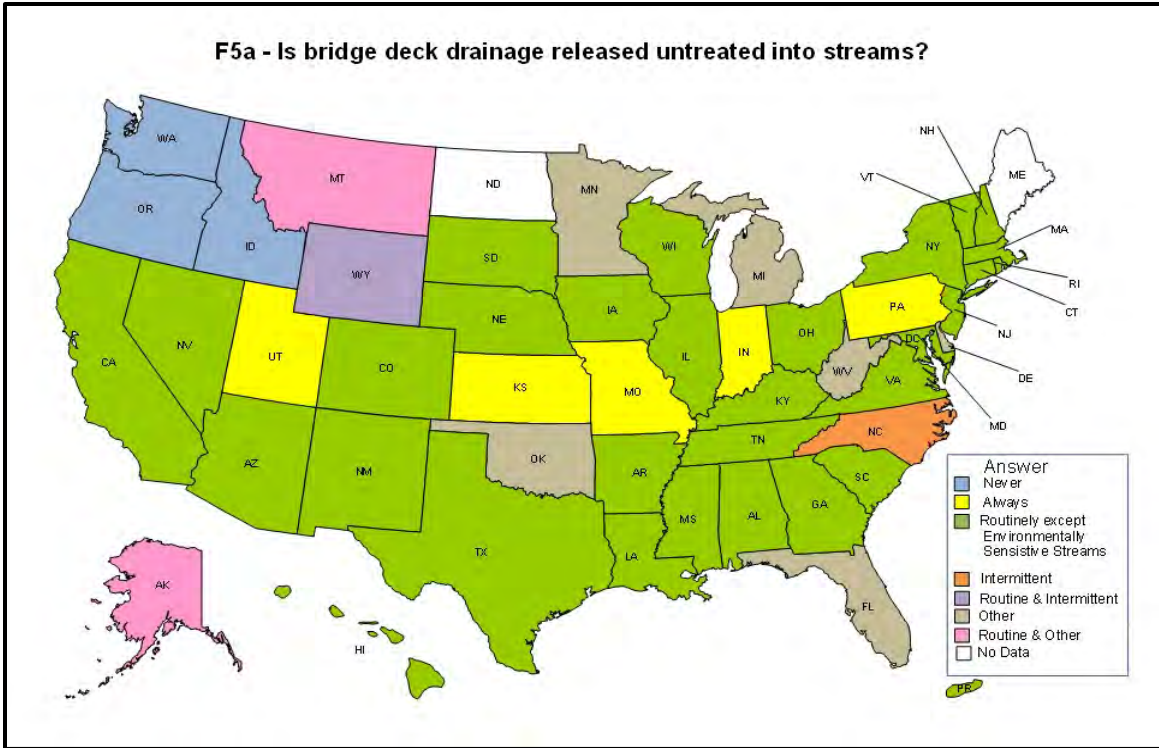 F5a - Is bridge deck drainage released untreated into streams?
WA
MT
ND
MN
NH
VT
ME
OR
ID
WY
SD
WI
MI
NY
MA
RI
CT
NJ
DE
MD
NV
UT
CO
NE
IA
IL
IN
OH
PA
WV
DC
VA
CA
KS
MO
KY
NC
TN
AZ
NM
OK
AR
SC
MS
AL
GA
TX
LA
FL
AK
HI
PR
Answer
Never
Always
Routinely except
Environmentally
Sensistive Streams
Intermittent
Routine & Intermittent
Other
Routine & Other
No Data